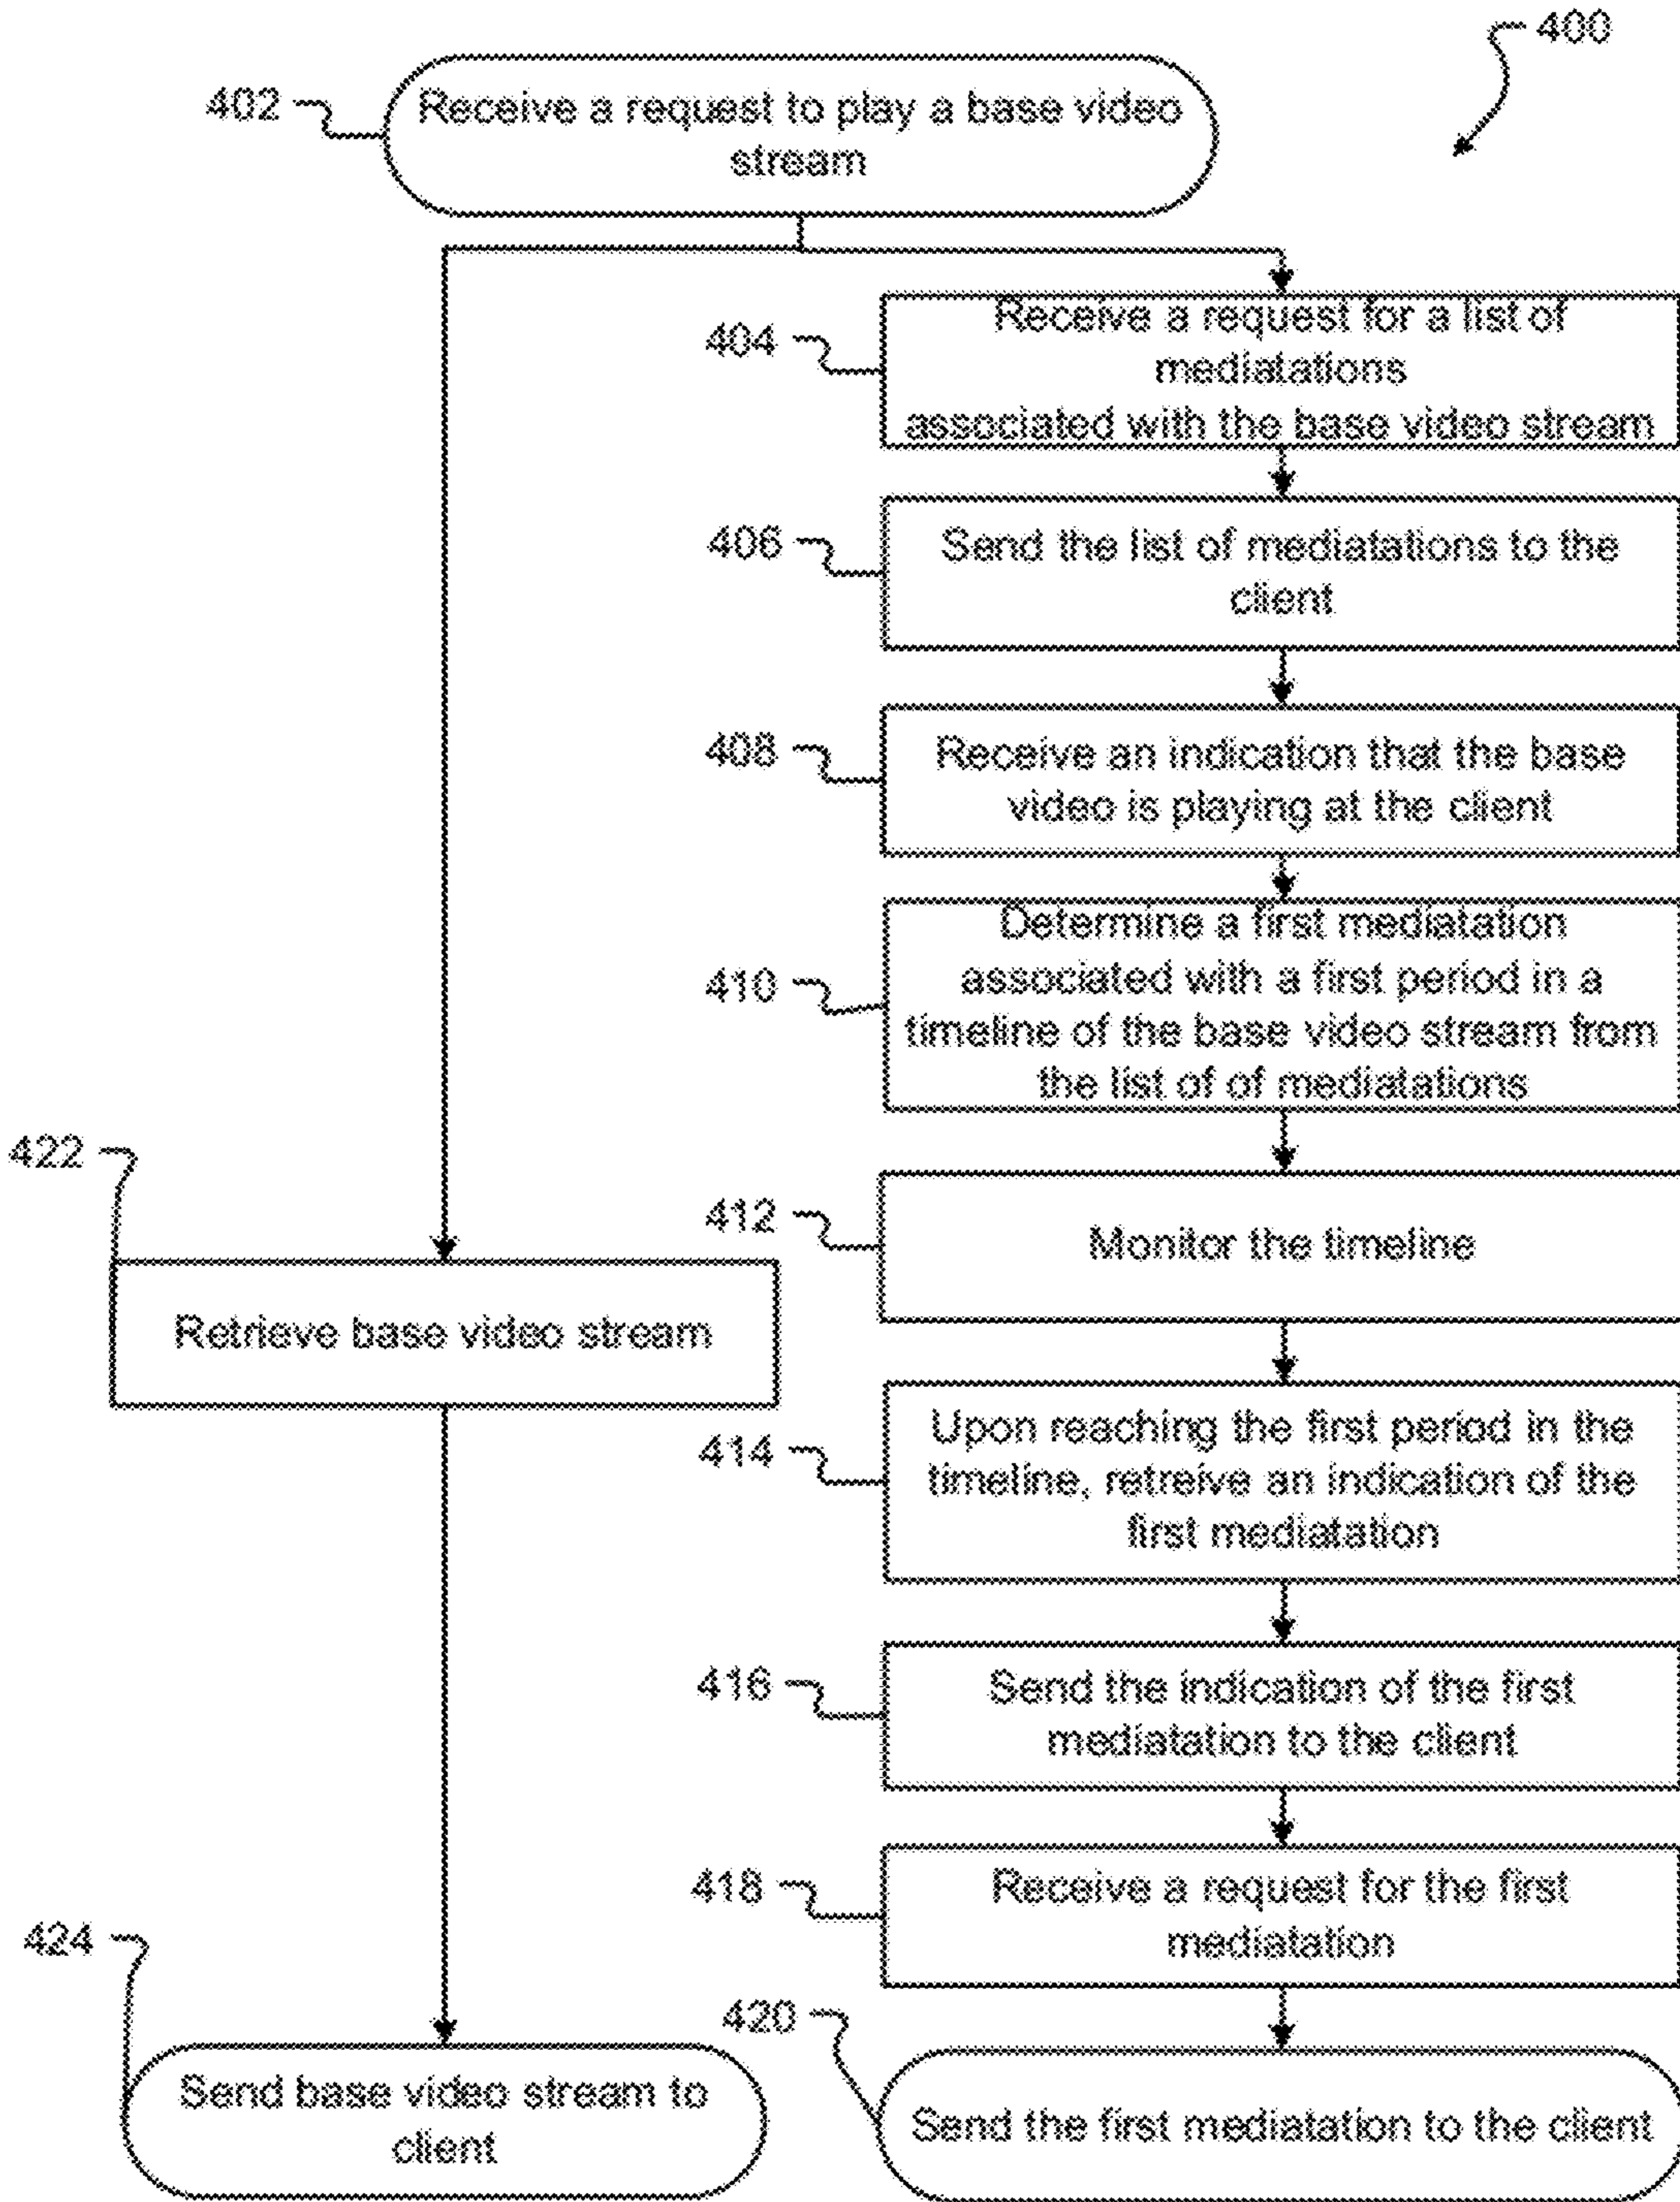 400
402
Receive a request to play a base video
stream
404
Receive a request for a list of
mediatations
associated with the base video stream
406
Send the list of mediatations to the
client
408
Receive an indication that the base
video is playing at the client
410
Determine a first mediatation
associated with a first period in a
timeline of the base video stream from
the list of of mediatations
422
Retrieve base video stream
412
Monitor the timeline
414
Upon reaching the first period in the
timeline, retreive an indication of the
first mediatation
416
Send the indication of the first
mediatation to the client
418
Receive a request for the first
mediatation
424
Send base video stream to
client
420
Send the first mediatation to the client